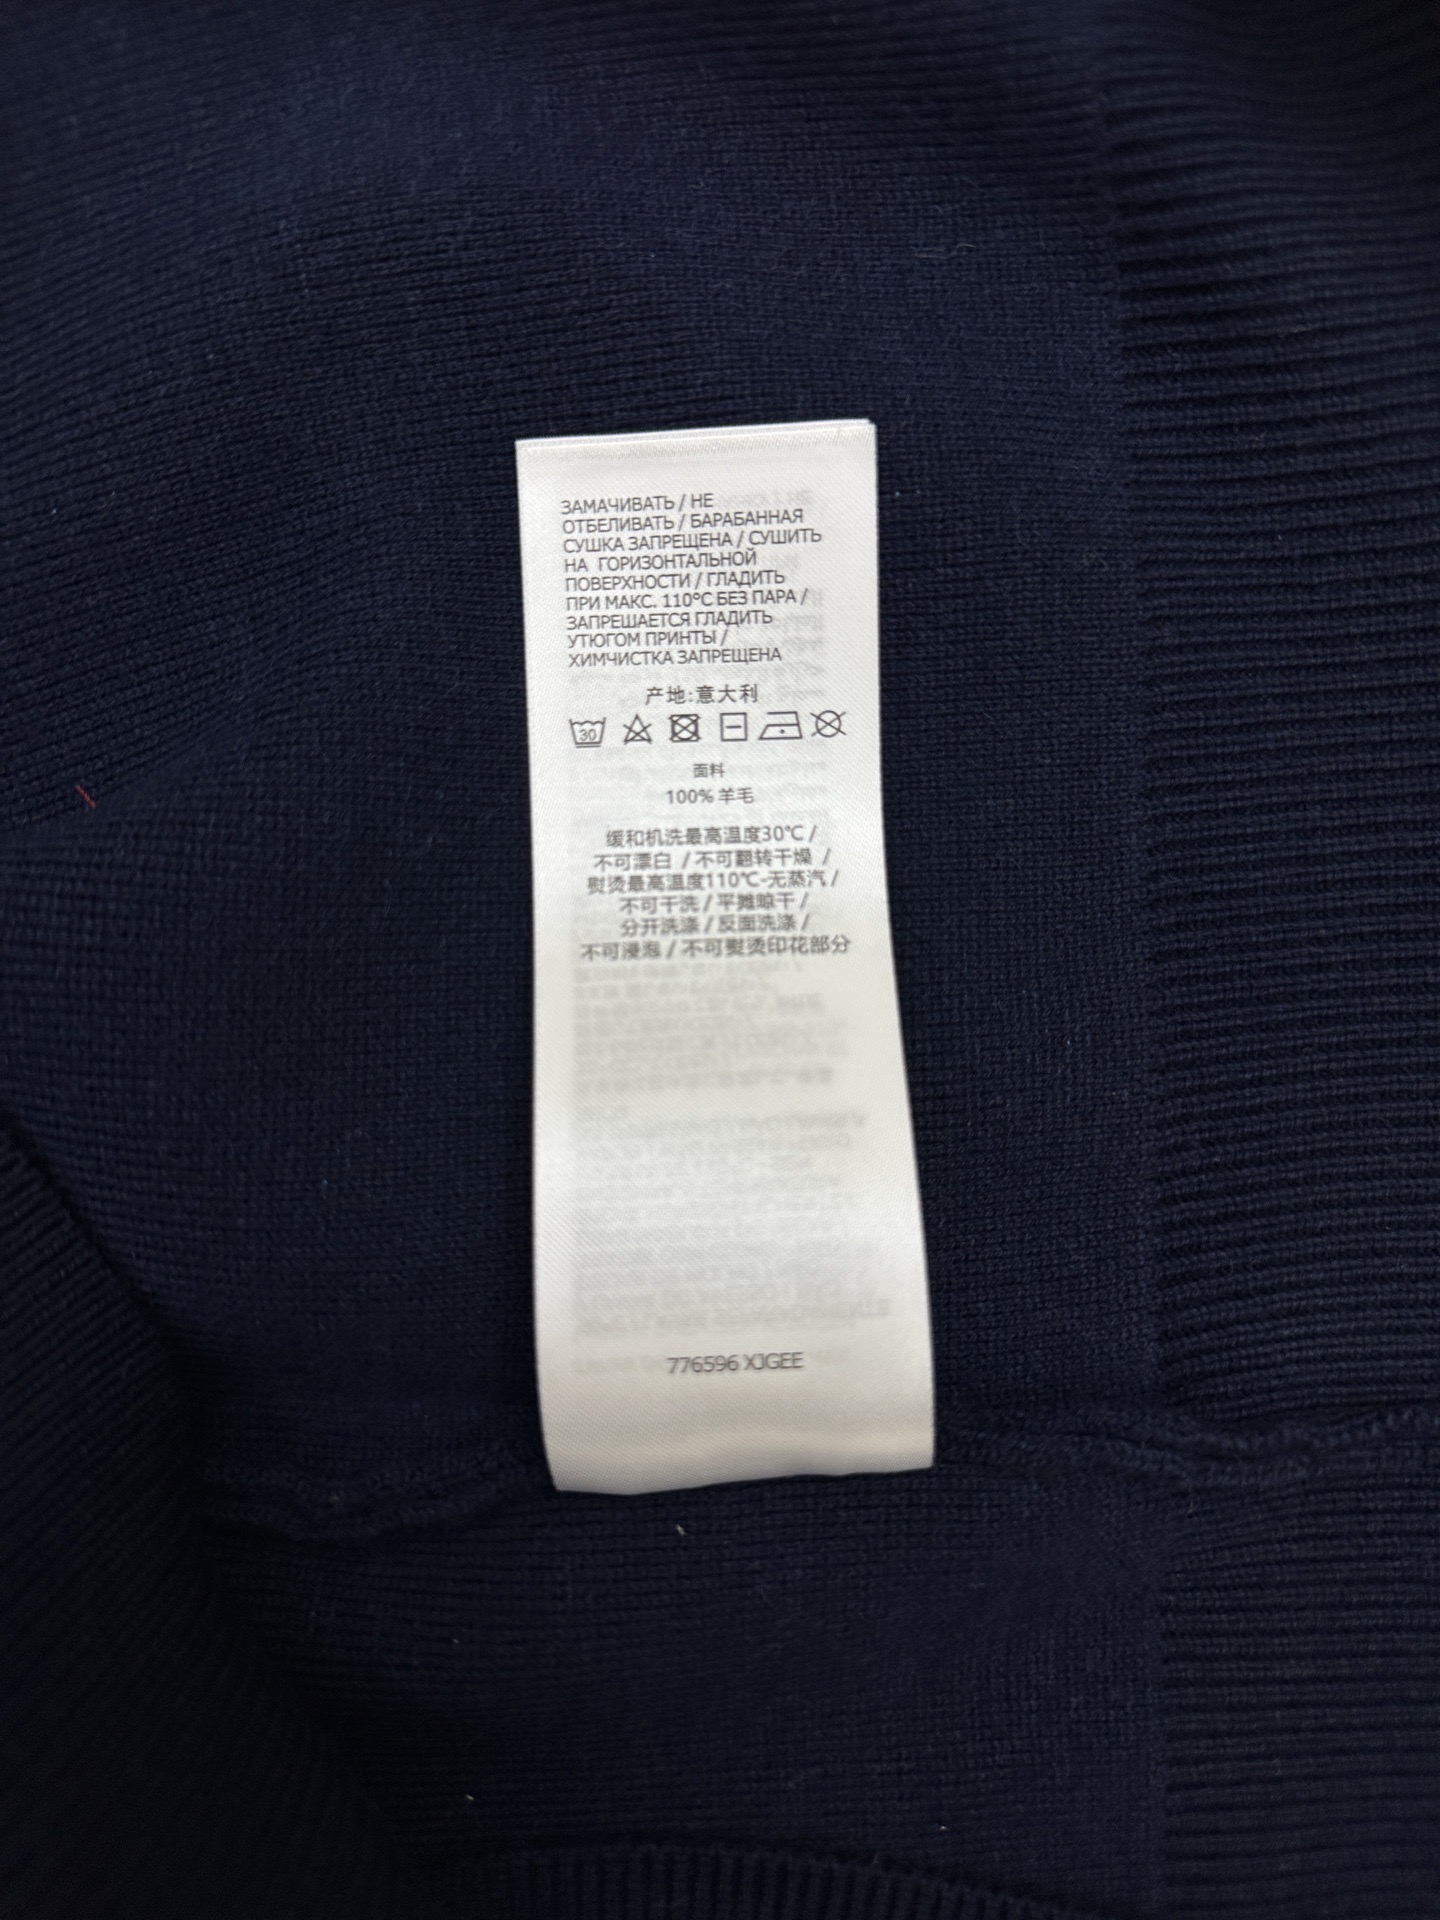 ЗАМАЧИВАТЬ / НЕ
ОТБЕЛИВАТЬ / БАРАБАННАЯ
СУШКА ЗАПРЕЩЕНА / СУШИТЬ
НА ГОРИЗОНТАЛЬНОЙ
ПОВЕРХНОСТИ / ГЛАДИТЬ
ПРИ МАКС. 110°C БЕЗ ПАРА /
ЗАПРЕШАЕТСЯ ГЛАДИТЬ
УТЮГОМ ПРИНТЫ /
ХИМЧИСТКА ЗАПРЕЩЕНА
产地:意大利
30
面料
100% 羊毛
缓和机洗最高温度30℃ /
不可漂白 / 不可翻转干燥 /
熨烫最高温度110℃-无蒸汽 /
不可干洗 / 平摊晾干 /
分开洗涤 / 反面洗涤 /
不可浸泡 / 不可熨烫印花部分
776596 XJGEE